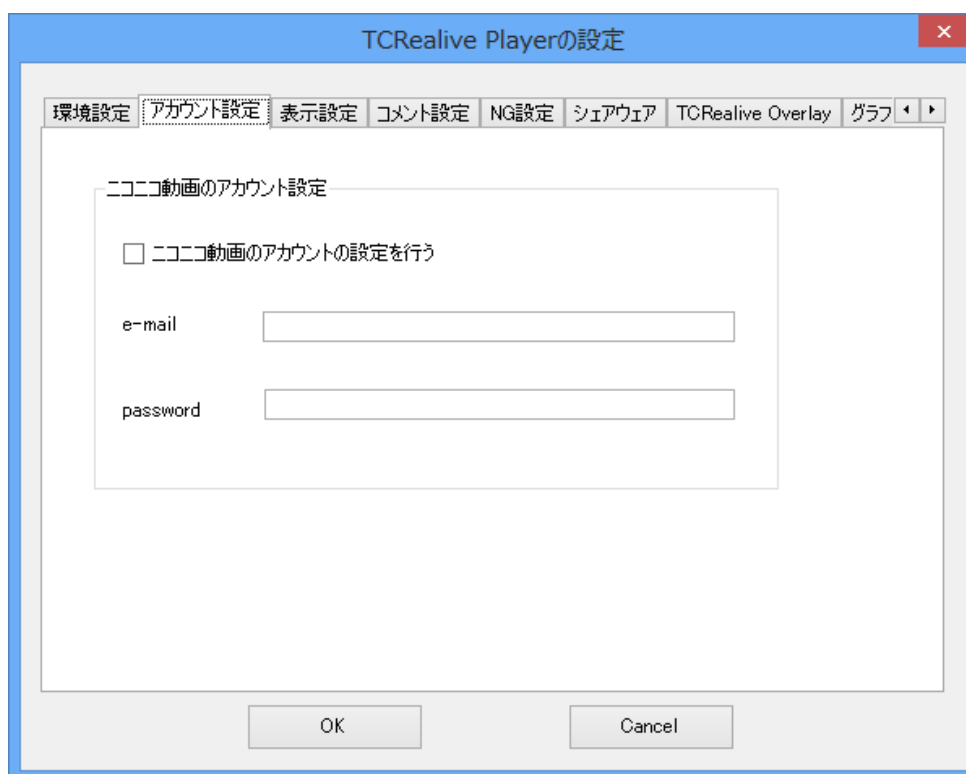 TCRealive Playerの設定
環境設定 アカウント設定 表示設定 コメント設定 NG設定 シェアウェア TCRealive Overlay グラフ
ニコニコ動画のアカウント設定
ニコニコ動画のアカウントの設定を行う
e-mail
password
OK Cancel